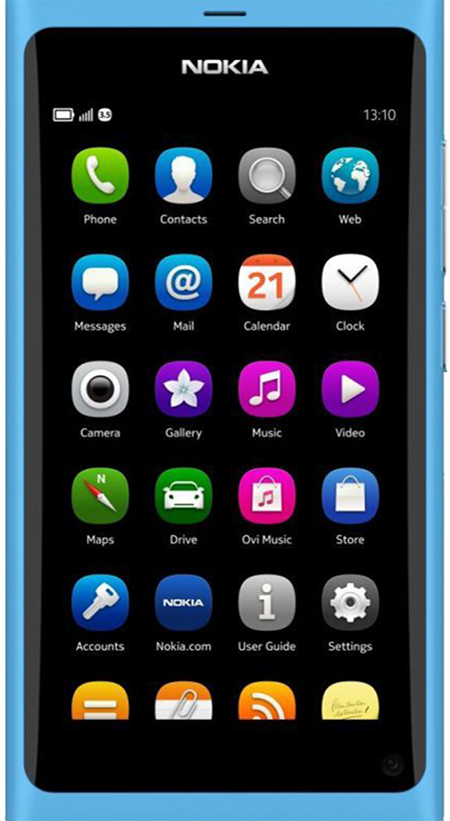 NOKIA
3.5 13:10
Phone Contacts Search Web
@ 21
Messages Mail Calendar Clock
Camera Gallery Music Video
N
Maps Drive Ovi Music Store
NOKIA i
Accounts Nokia.com User Guide Settings